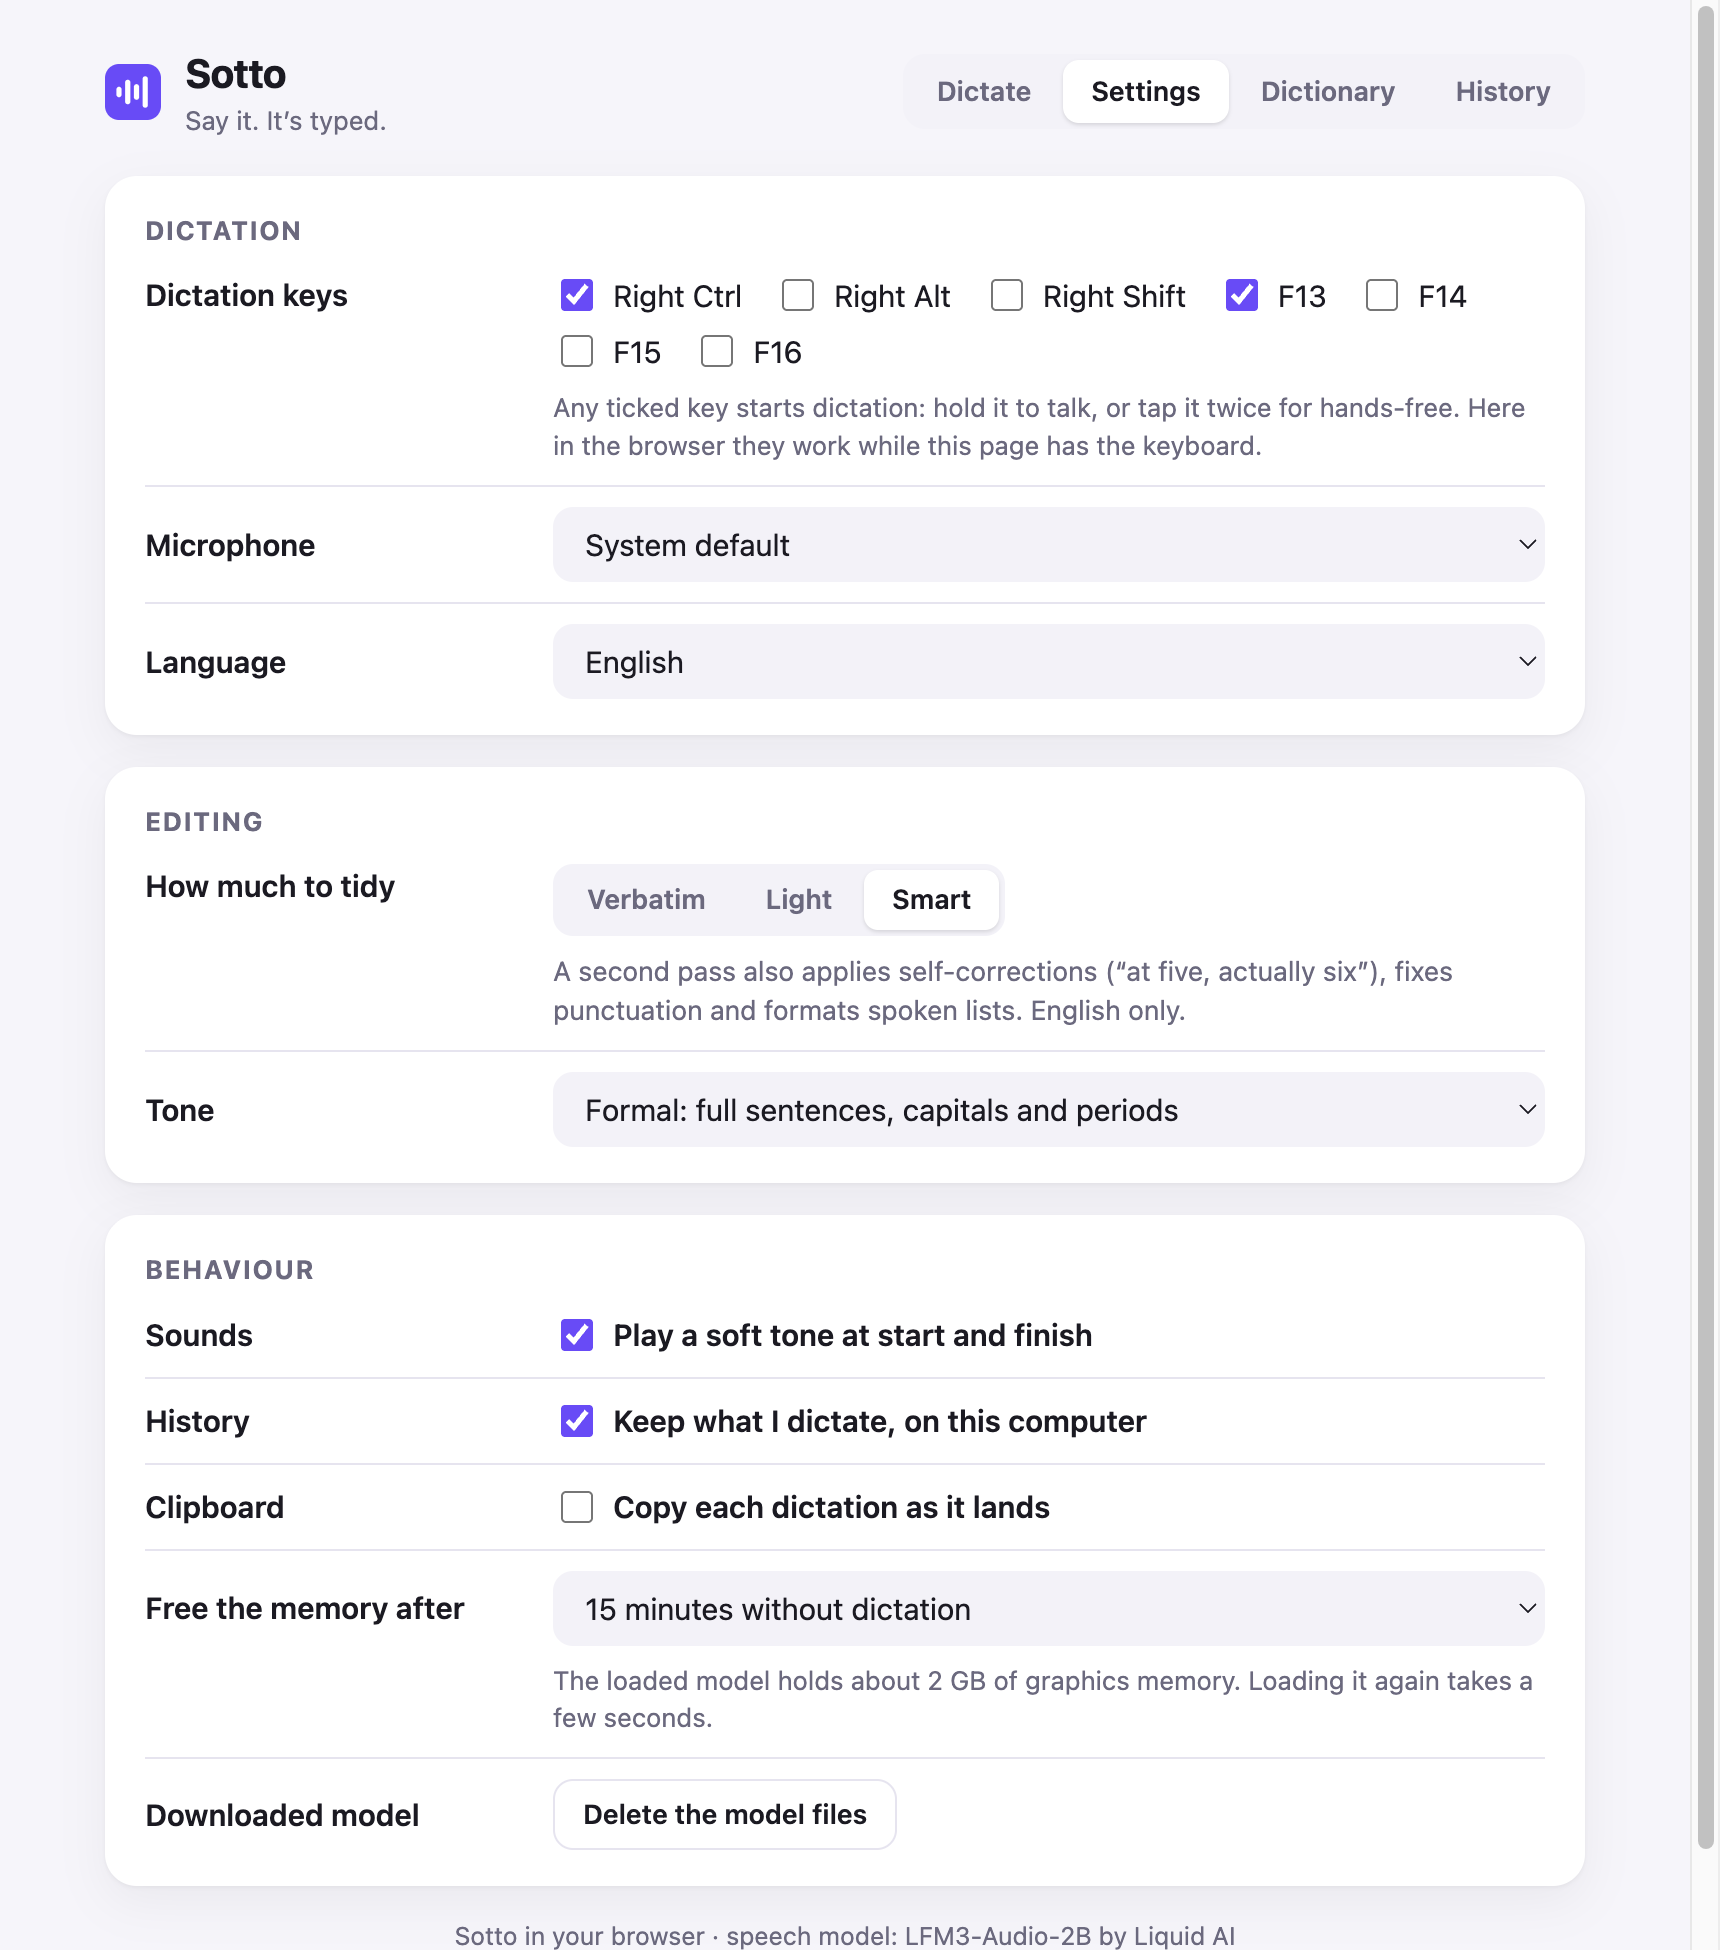 Sotto
Say it. It’s typed.
Dictate
Settings
Dictionary
History
DICTATION
Dictation keys
Right Ctrl
Right Alt
Right Shift
F13
F14
F15
F16
Any ticked key starts dictation: hold it to talk, or tap it twice for hands-free. Here
in the browser they work while this page has the keyboard.
Microphone
System default
Language
English
EDITING
How much to tidy
Verbatim
Light
Smart
A second pass also applies self-corrections (“at five, actually six”), fixes
punctuation and formats spoken lists. English only.
Tone
Formal: full sentences, capitals and periods
BEHAVIOUR
Sounds
Play a soft tone at start and finish
History
Keep what I dictate, on this computer
Clipboard
Copy each dictation as it lands
Free the memory after
15 minutes without dictation
The loaded model holds about 2 GB of graphics memory. Loading it again takes a
few seconds.
Downloaded model
Delete the model files
Sotto in your browser · speech model: LFM3-Audio-2B by Liquid AI